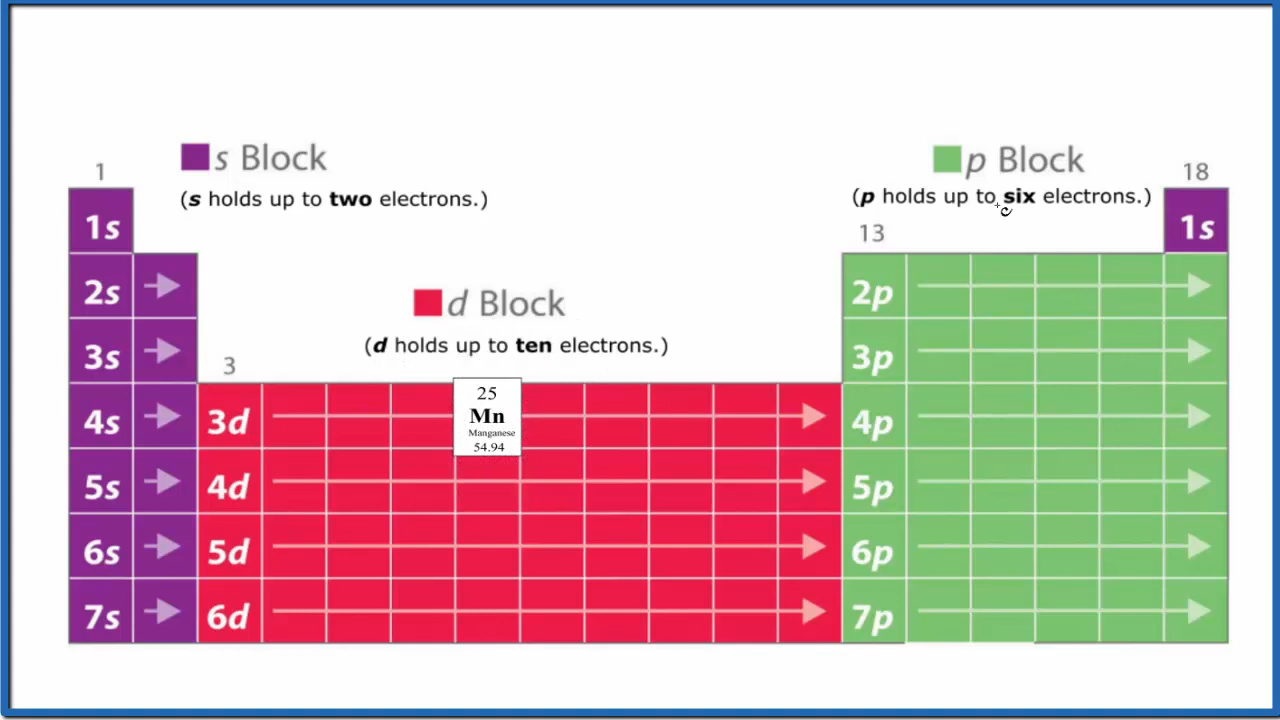 s Block
p Block
1
18
(s holds up to two electrons.)
(p holds up to six electrons.)
1s
1s
13
2s
2p
d Block
3s
(d holds up to ten electrons.)
3p
3
4s
3d
25
Mn
Manganese
54.94
4p
5s
4d
5p
6s
5d
6p
7s
6d
7p